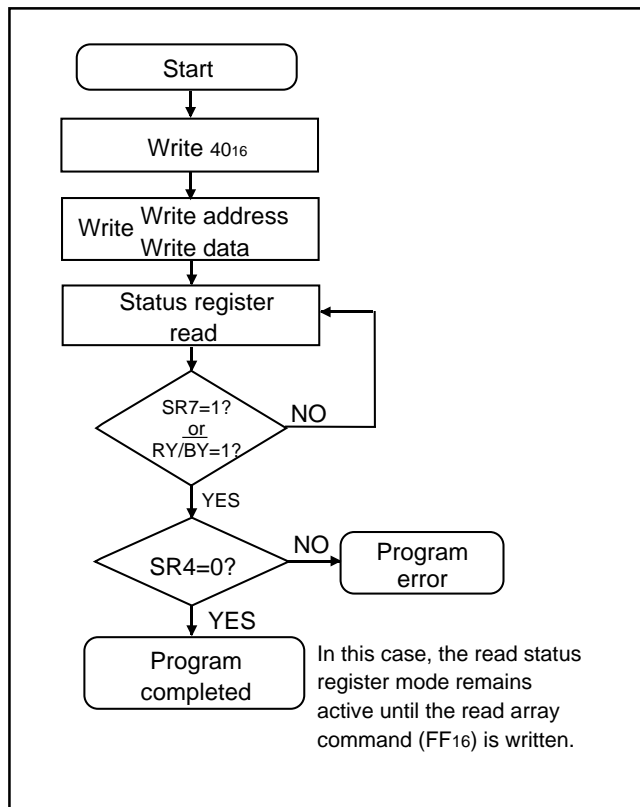 Start
Write 4016
Write Write address
Write data
Status register
read
SR7=1?
or
RY/BY=1?
NO
YES
SR4=0?
NO
Program
error
YES
Program
completed
In this case, the read status
register mode remains
active until the read array
command (FF16) is written.